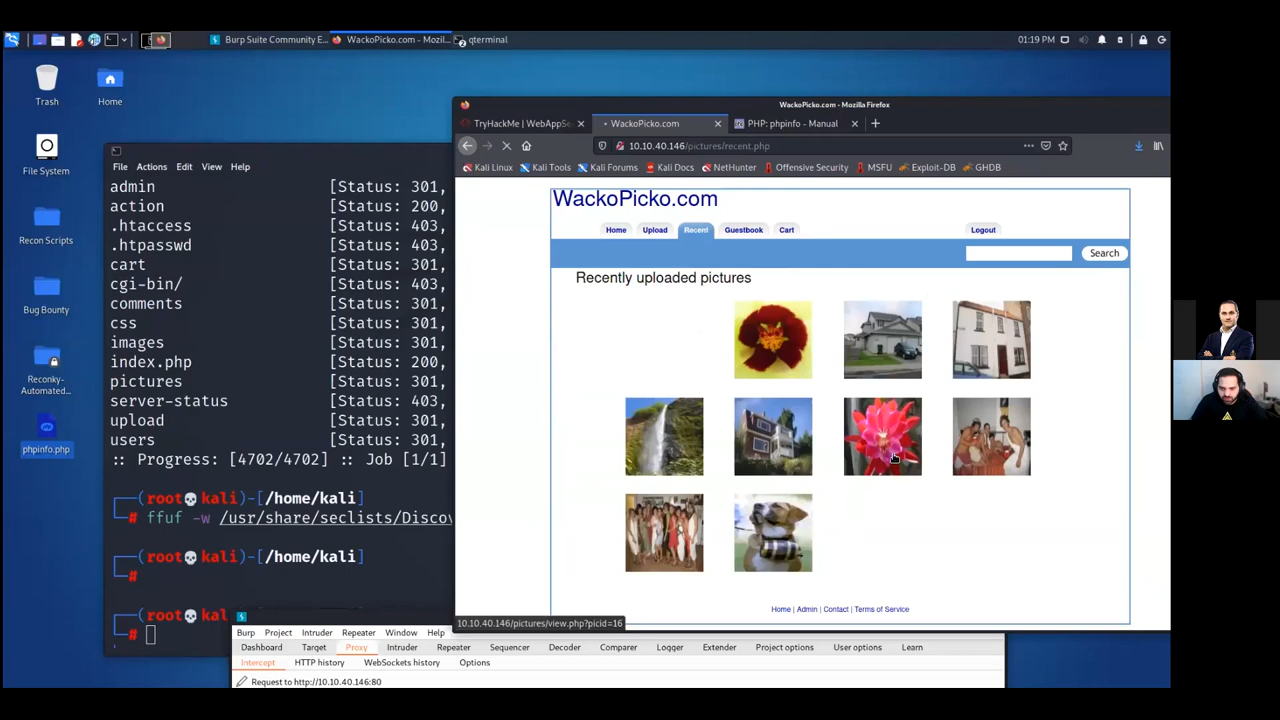 Burp Suite Community E...
WackoPicko.com - Mozil...
qterminal
01:19 PM
Trash
Home
File System
Recon Scripts
Bug Bounty
Reconky-
Automated...
phpinfo.php
File Actions Edit View Help
admin [Status: 301,
action [Status: 200,
.htaccess [Status: 403,
.htpasswd [Status: 403,
cart [Status: 301,
cgi-bin/ [Status: 403,
comments [Status: 301,
css [Status: 301,
images [Status: 301,
index.php [Status: 200,
pictures [Status: 301,
server-status [Status: 403,
upload [Status: 301,
users [Status: 301,
:: Progress: [4702/4702] :: Job [1/1]
(root💀kali)-[/home/kali]
# ffuf -w /usr/share/seclists/Disco
(root💀kali)-[/home/kali]
#
(root💀kali)
#
WackoPicko.com - Mozilla Firefox
TryHackMe | WebAppSe
WackoPicko.com
PHP: phpinfo - Manual
10.10.40.146/pictures/recent.php
Kali Linux Kali Tools Kali Forums Kali Docs NetHunter Offensive Security MSFU Exploit-DB GHDB
WackoPicko.com
Home Upload Recent Guestbook Cart Logout
Search
Recently uploaded pictures
Home | Admin | Contact | Terms of Service
10.10.40.146/pictures/view.php?picid=16
Burp Project Intruder Repeater Window Help
Dashboard Target Proxy Intruder Repeater Sequencer Decoder Comparer Logger Extender Project options User options Learn
Intercept HTTP history WebSockets history Options
Request to http://10.10.40.146:80